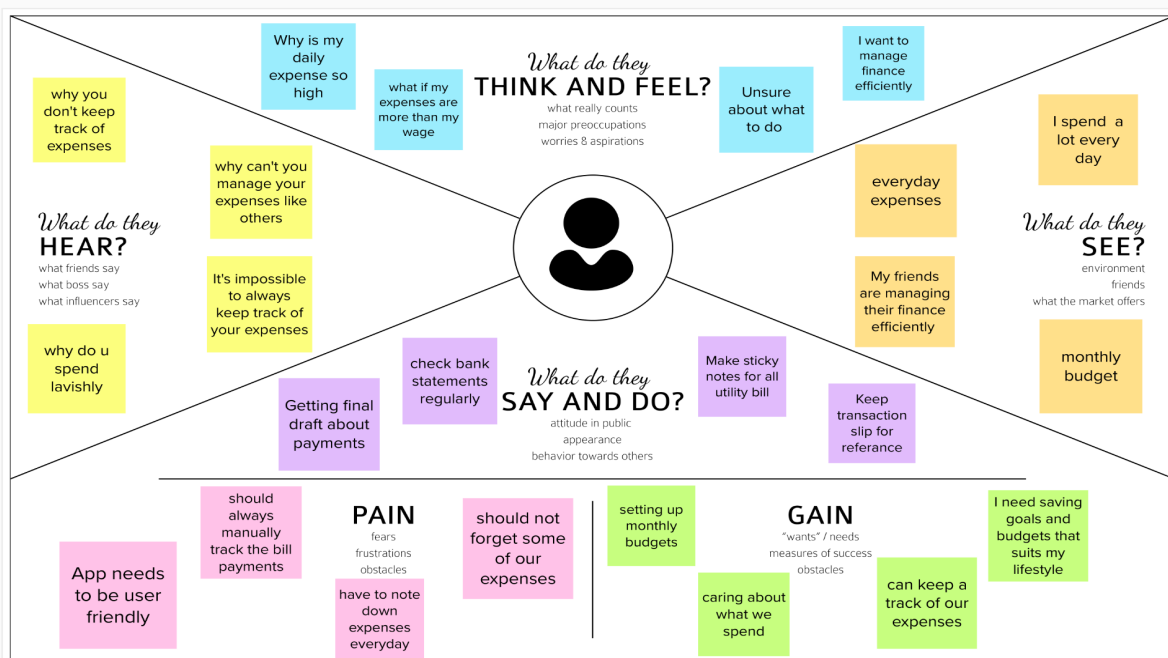 What do they
THINK AND FEEL?
what really counts
major preoccupations
worries & aspirations
Why is my
daily
expense so
high
what if my
expenses are
more than my
wage
Unsure
about what
to do
I want to
manage
finance
efficiently
What do they
HEAR?
what friends say
what boss say
what influencers say
why you
don't keep
track of
expenses
why can't you
manage your
expenses like
others
It's impossible
to always
keep track of
your expenses
why do u
spend
lavishly
What do they
SEE?
environment
friends
what the market offers
I spend a
lot every
day
everyday
expenses
My friends
are managing
their finance
efficiently
monthly
budget
What do they
SAY AND DO?
attitude in public
appearance
behavior towards others
check bank
statements
regularly
Getting final
draft about
payments
Make sticky
notes for all
utility bill
Keep
transaction
slip for
referance
PAIN
fears
frustrations
obstacles
should
always
manually
track the bill
payments
App needs
to be user
friendly
have to note
down
expenses
everyday
should not
forget some
of our
expenses
GAIN
"wants" / needs
measures of success
obstacles
setting up
monthly
budgets
caring about
what we
spend
can keep a
track of our
expenses
I need saving
goals and
budgets that
suits my
lifestyle